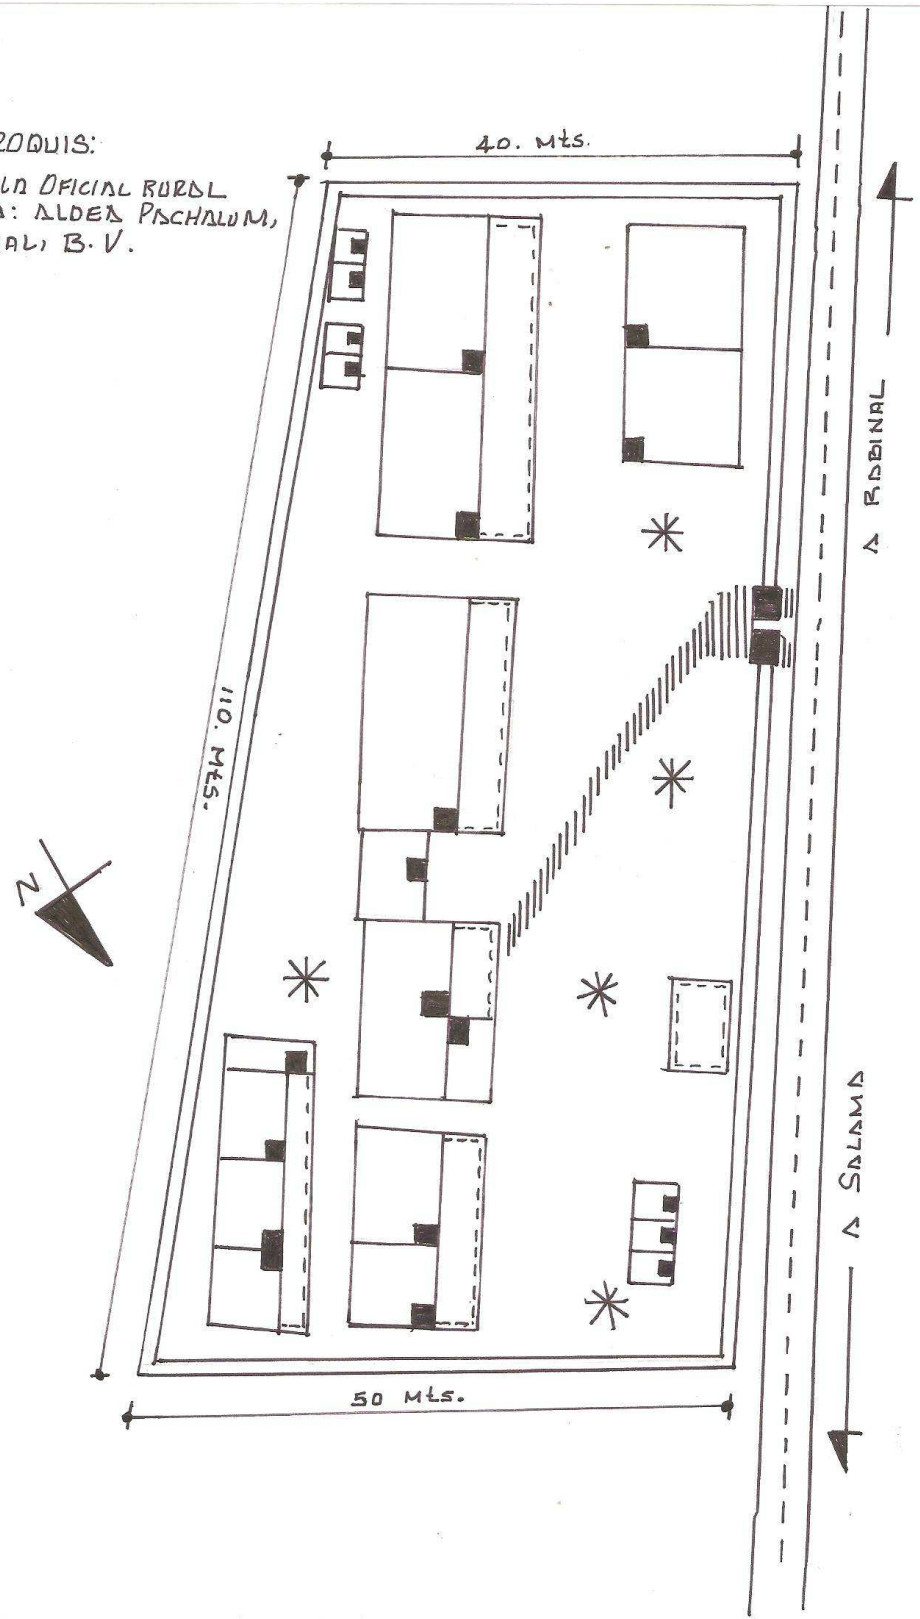 ROQUIS:
LA OFICIAL RURAL
A: ALDEA PACHALUM,
AL, B.V.
40. Mts.
A RABINAL
110. Mts.
N
A SALAMA
50 Mts.